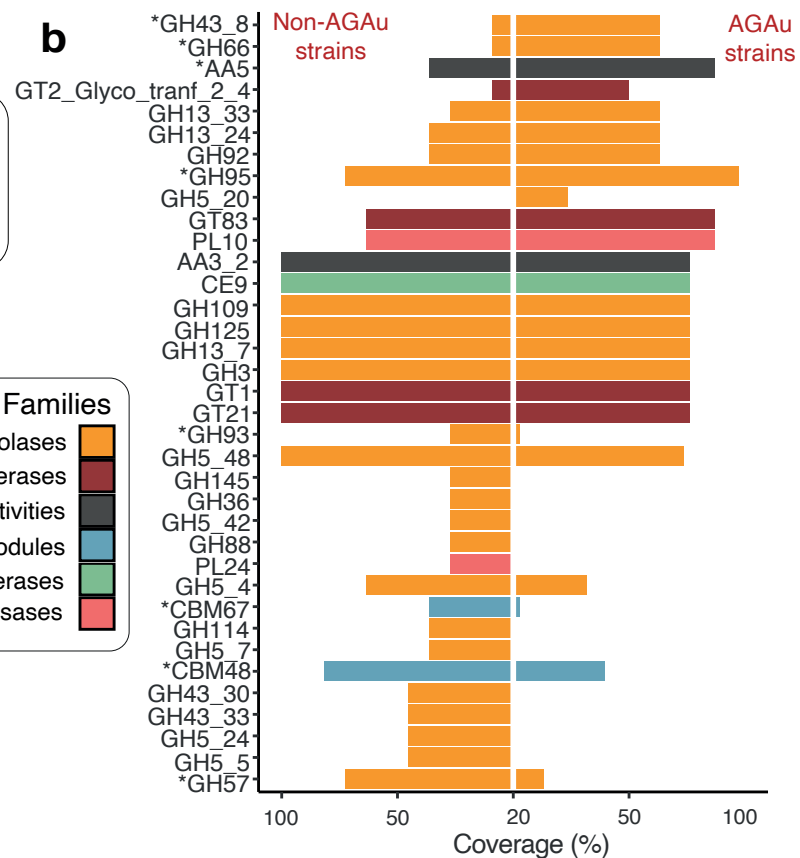 b
Non-AGAu
strains
AGAu
strains
*GH43_8
*GH66
*AA5
GT2_Glyco_tranf_2_4
GH13_33
GH13_24
GH92
*GH95
GH5_20
GT83
PL10
AA3_2
CE9
GH109
GH125
GH13_7
GH3
GT1
GT21
*GH93
GH5_48
GH145
GH36
GH5_42
GH88
PL24
GH5_4
*CBM67
GH114
GH5_7
*CBM48
GH43_30
GH43_33
GH5_24
GH5_5
*GH57
100 50 20 50 100
Coverage (%)
Families
olases
erases
tivities
odules
erases
sases